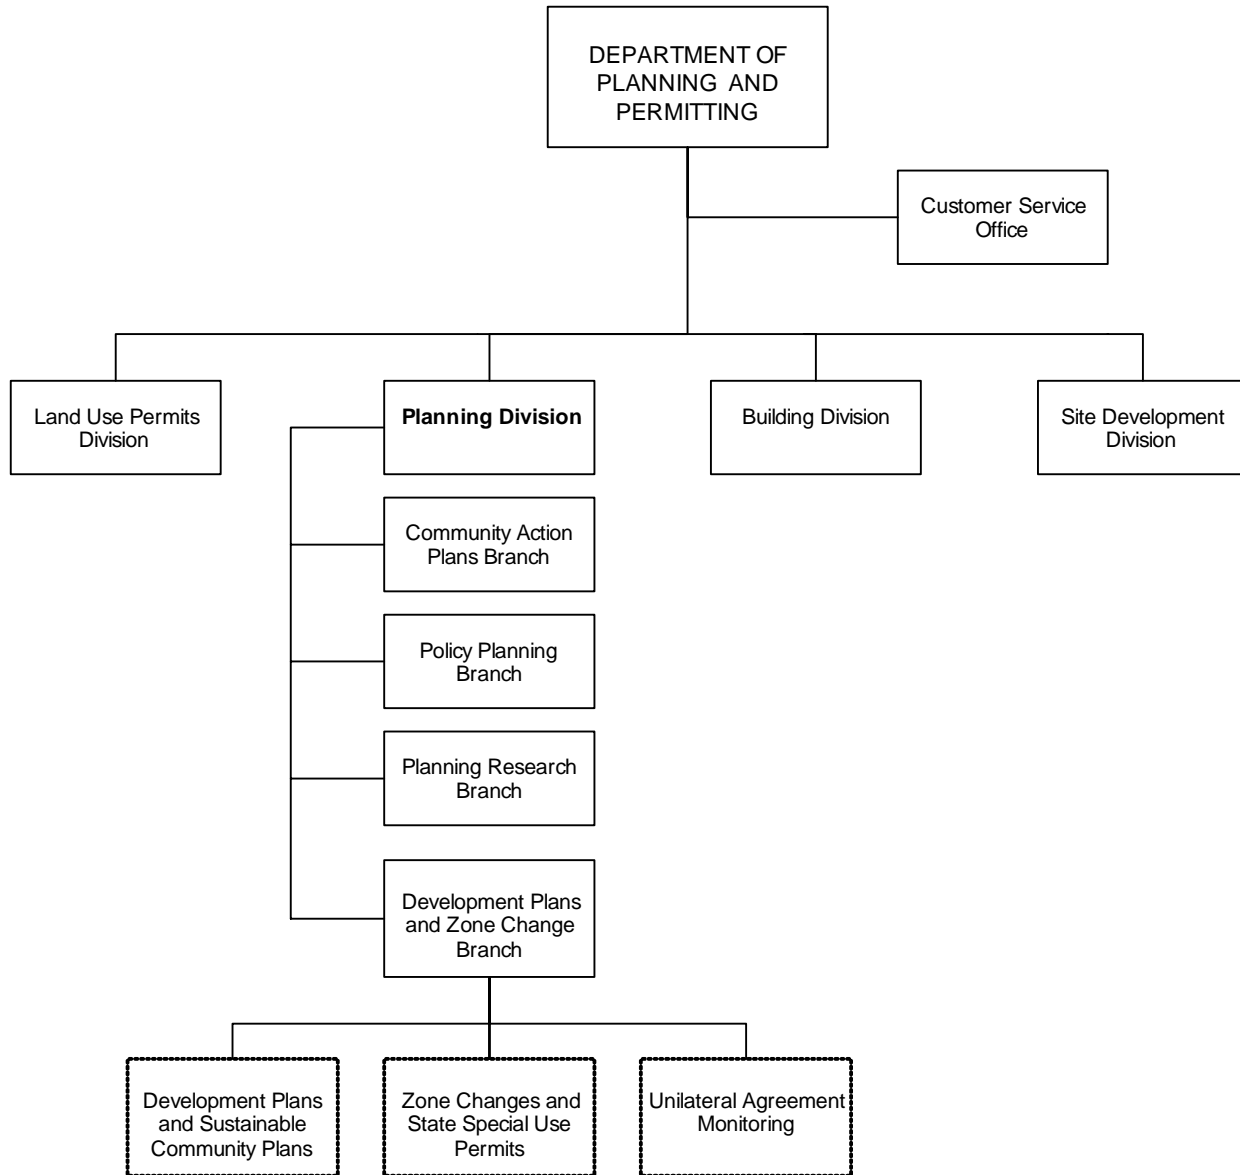 DEPARTMENT OF
PLANNING AND
PERMITTING
Customer Service
Office
Land Use Permits
Division
Planning Division
Building Division
Site Development
Division
Community Action
Plans Branch
Policy Planning
Branch
Planning Research
Branch
Development Plans
and Zone Change
Branch
Development Plans
and Sustainable
Community Plans
Zone Changes and
State Special Use
Permits
Unilateral Agreement
Monitoring